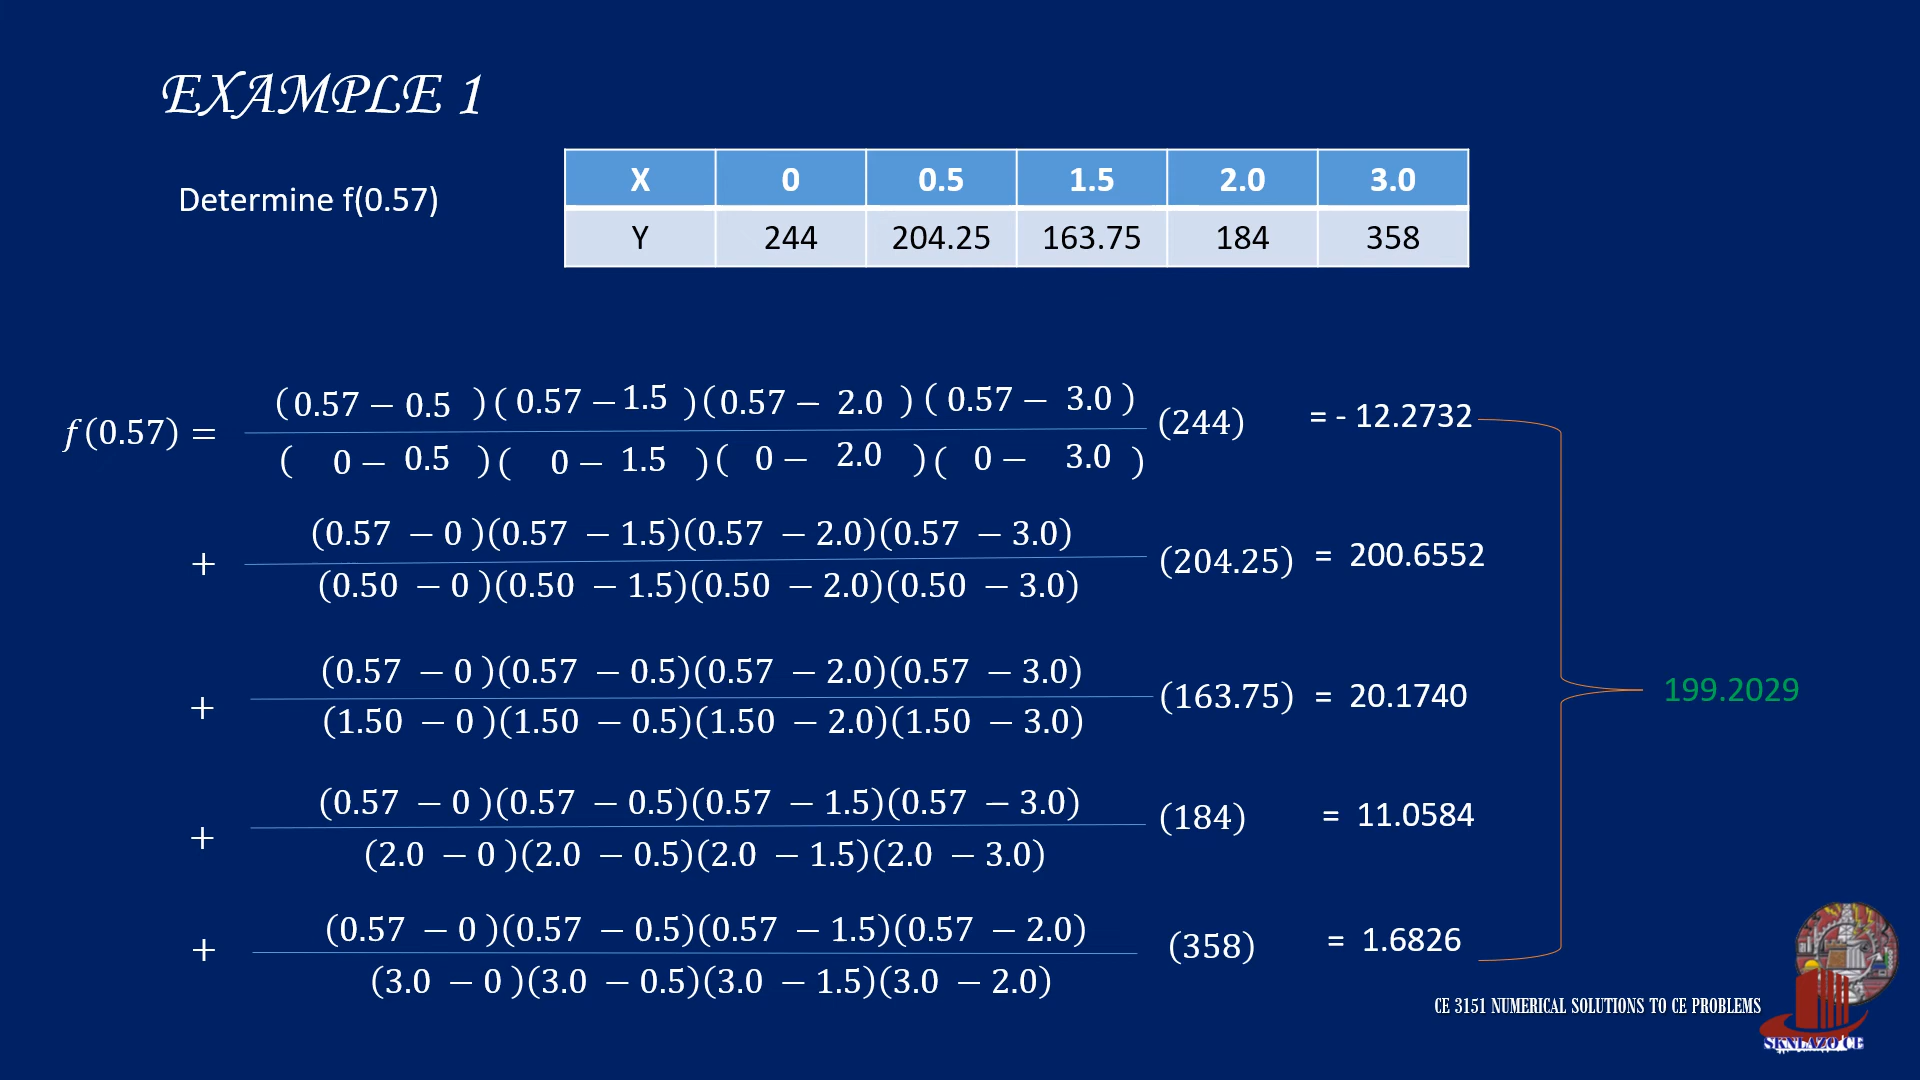 EXAMPLE 1
Determine f(0.57)
X 0 0.5 1.5 2.0 3.0
Y 244 204.25 163.75 184 358
f(0.57) = (0.57 − 0.5 )( 0.57 − 1.5 )(0.57 − 2.0 ) ( 0.57 − 3.0 ) (244) = - 12.2732
( 0 − 0.5 )( 0 − 1.5 )( 0 − 2.0 )( 0 − 3.0 )
+ (0.57 − 0 )(0.57 − 1.5)(0.57 − 2.0)(0.57 − 3.0) (204.25) = 200.6552
(0.50 − 0 )(0.50 − 1.5)(0.50 − 2.0)(0.50 − 3.0)
+ (0.57 − 0 )(0.57 − 0.5)(0.57 − 2.0)(0.57 − 3.0) (163.75) = 20.1740
(1.50 − 0 )(1.50 − 0.5)(1.50 − 2.0)(1.50 − 3.0)
199.2029
+ (0.57 − 0 )(0.57 − 0.5)(0.57 − 1.5)(0.57 − 3.0) (184) = 11.0584
(2.0 − 0 )(2.0 − 0.5)(2.0 − 1.5)(2.0 − 3.0)
+ (0.57 − 0 )(0.57 − 0.5)(0.57 − 1.5)(0.57 − 2.0) (358) = 1.6826
(3.0 − 0 )(3.0 − 0.5)(3.0 − 1.5)(3.0 − 2.0)
CE 3151 NUMERICAL SOLUTIONS TO CE PROBLEMS
SKNLAZO CE